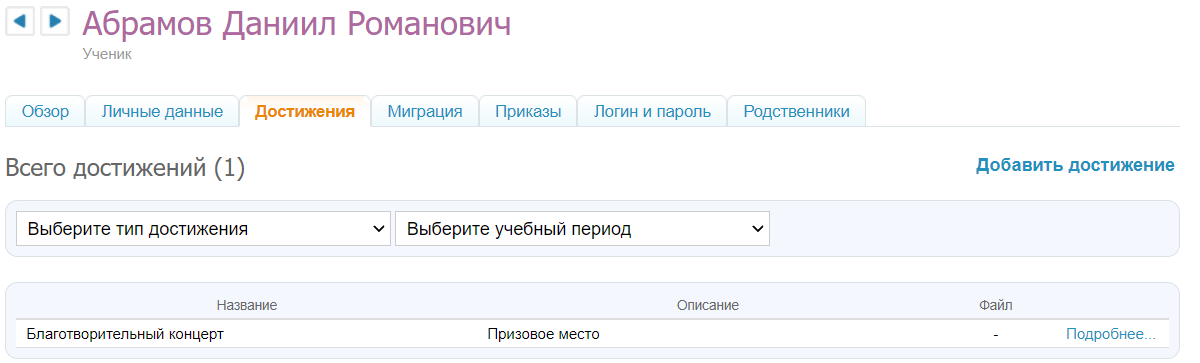 Абрамов Даниил Романович
Ученик
Обзор Личные данные Достижения Миграция Приказы Логин и пароль Родственники
Всего достижений (1) Добавить достижение
Выберите тип достижения Выберите учебный период
Название Описание Файл
Благотворительный концерт Призовое место - Подробнее...